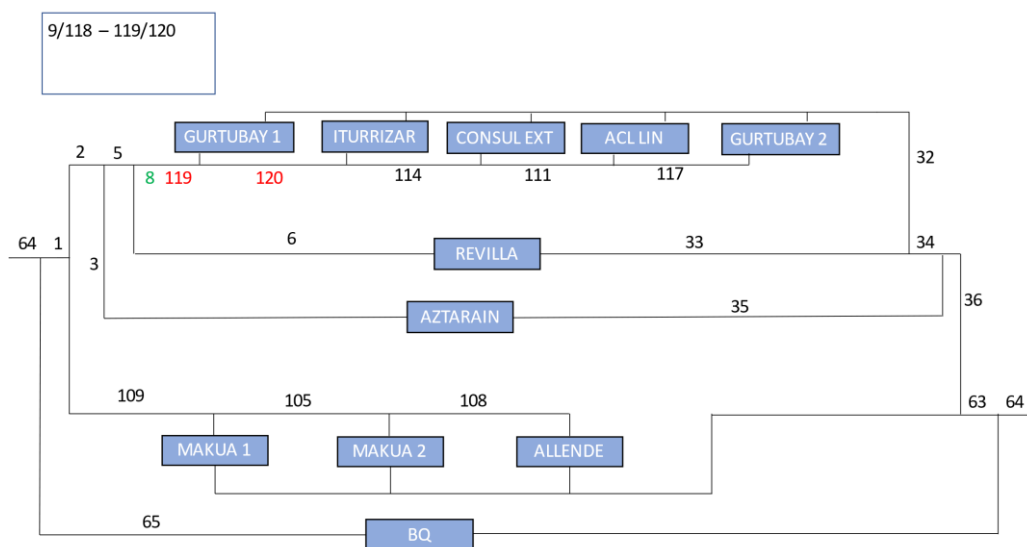 9/118 – 119/120
GURTUBAY 1 ITURRIZAR CONSUL EXT ACL LIN GURTUBAY 2
2 5 32
8 119 120 114 111 117
64 1 6 REVILLA 33 34
3
AZTARAIN 35 36
109 105 108 63 64
MAKUA 1 MAKUA 2 ALLENDE
65 BQ